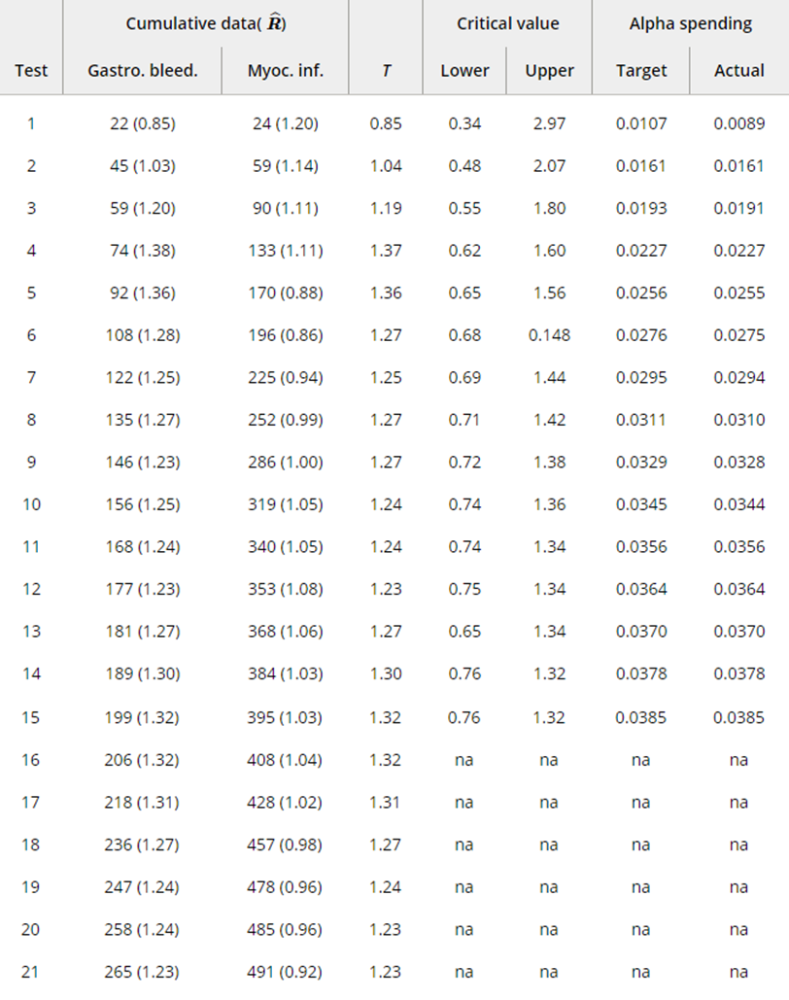 Cumulative data( R̂) Critical value Alpha spending
Test Gastro. bleed. Myoc. inf. T Lower Upper Target Actual
1 22 (0.85) 24 (1.20) 0.85 0.34 2.97 0.0107 0.0089
2 45 (1.03) 59 (1.14) 1.04 0.48 2.07 0.0161 0.0161
3 59 (1.20) 90 (1.11) 1.19 0.55 1.80 0.0193 0.0191
4 74 (1.38) 133 (1.11) 1.37 0.62 1.60 0.0227 0.0227
5 92 (1.36) 170 (0.88) 1.36 0.65 1.56 0.0256 0.0255
6 108 (1.28) 196 (0.86) 1.27 0.68 0.148 0.0276 0.0275
7 122 (1.25) 225 (0.94) 1.25 0.69 1.44 0.0295 0.0294
8 135 (1.27) 252 (0.99) 1.27 0.71 1.42 0.0311 0.0310
9 146 (1.23) 286 (1.00) 1.27 0.72 1.38 0.0329 0.0328
10 156 (1.25) 319 (1.05) 1.24 0.74 1.36 0.0345 0.0344
11 168 (1.24) 340 (1.05) 1.24 0.74 1.34 0.0356 0.0356
12 177 (1.23) 353 (1.08) 1.23 0.75 1.34 0.0364 0.0364
13 181 (1.27) 368 (1.06) 1.27 0.65 1.34 0.0370 0.0370
14 189 (1.30) 384 (1.03) 1.30 0.76 1.32 0.0378 0.0378
15 199 (1.32) 395 (1.03) 1.32 0.76 1.32 0.0385 0.0385
16 206 (1.32) 408 (1.04) 1.32 na na na na
17 218 (1.31) 428 (1.02) 1.31 na na na na
18 236 (1.27) 457 (0.98) 1.27 na na na na
19 247 (1.24) 478 (0.96) 1.24 na na na na
20 258 (1.24) 485 (0.96) 1.23 na na na na
21 265 (1.23) 491 (0.92) 1.23 na na na na